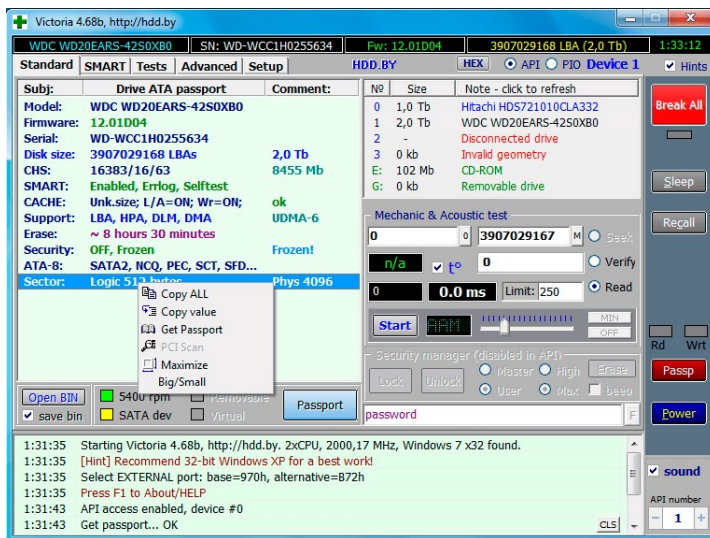 Victoria 4.68b, http://hdd.by
WDC WD20EARS-42S0XB0 SN: WD-WCC1H0255634 Fw: 12.01D04 3907029168 LBA (2,0 Tb) 1:33:12
Standard SMART Tests Advanced Setup HDD.BY HEX API PIO Device 1 Hints
Subj: Drive ATA passport Comment:
Model: WDC WD20EARS-42S0XB0
Firmware: 12.01D04
Serial: WD-WCC1H0255634
Disk size: 3907029168 LBAs 2,0 Tb
CHS: 16383/16/63 8455 Mb
SMART: Enabled, Errlog, Selftest
CACHE: Unk.size; L/A=ON; Wr=ON; ok
Support: LBA, HPA, DLM, DMA UDMA-6
Erase: ~ 8 hours 30 minutes
Security: OFF, Frozen Frozen!
ATA-8: SATA2, NCQ, PEC, SCT, SFD...
Sector: Logic 512 bytes Phys 4096
Copy ALL
Copy value
Get Passport
PCI Scan
Maximize
Big/Small
Open BIN 5400 rpm Removable
save bin SATA dev Virtual
Passport
Nº Size Note - click to refresh
0 1,0 Tb Hitachi HDS721010CLA332
1 2,0 Tb WDC WD20EARS-42S0XB0
2 - Disconnected drive
3 0 kb Invalid geometry
E: 102 Mb CD-ROM
G: 0 kb Removable drive
Mechanic & Acoustic test
0 0 3907029167 M Seek
n/a tº 0 Verify
0 0.0 ms Limit: 250 Read
Start AAM MIN
OFF
Security manager (disabled in API)
Lock Unlock Master High Erase
User Max beep
password F
Break All
Sleep
Recall
Rd Wrt
Passp
Power
sound
API number
- 1 +
1:31:35 Starting Victoria 4.68b, http://hdd.by. 2xCPU, 2000,17 MHz, Windows 7 x32 found.
1:31:35 [Hint] Recommend 32-bit Windows XP for a best work!
1:31:35 Select EXTERNAL port: base=970h, alternative=B72h
1:31:35 Press F1 to About/HELP
1:31:43 API access enabled, device #0
1:31:43 Get passport... OK
CLS